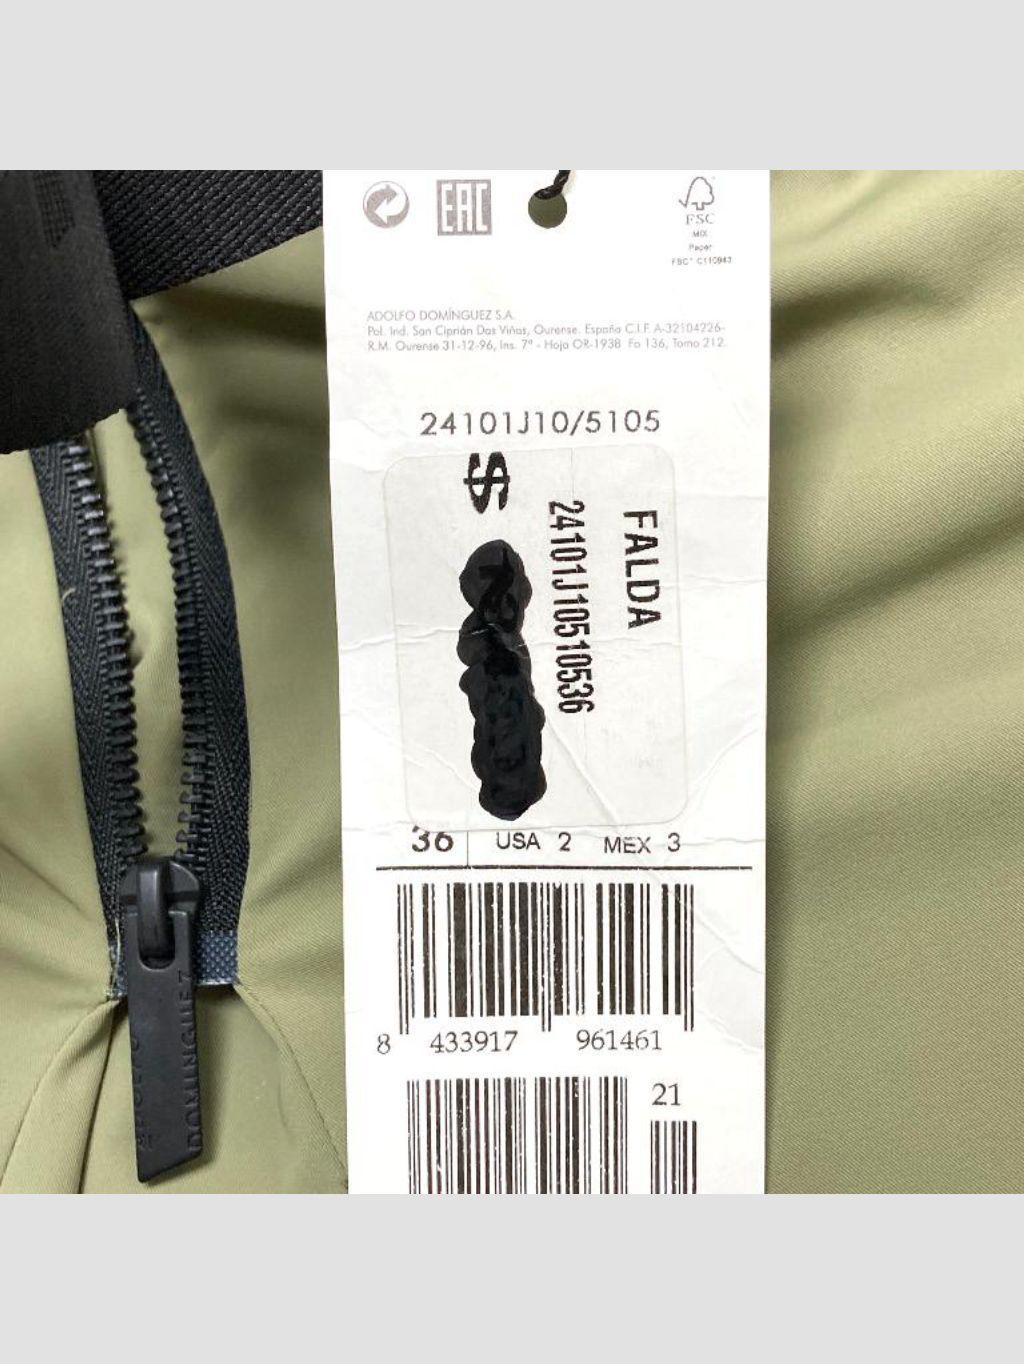 EAC
FSC
MIX
Paper
FSC® C110943
ADOLFO DOMÍNGUEZ S.A.
Pol. Ind. San Ciprián Das Viñas, Ourense. España C.I.F. A-32104226-
R.M. Ourense 31-12-96, Ins. 7ª - Hoja OR-1938 Fo 136, Tomo 212.
24101J10/5105
FALDA
24101J10510536
$
36 USA 2 MEX 3
8 433917 961461
21
DOMINGUEZ